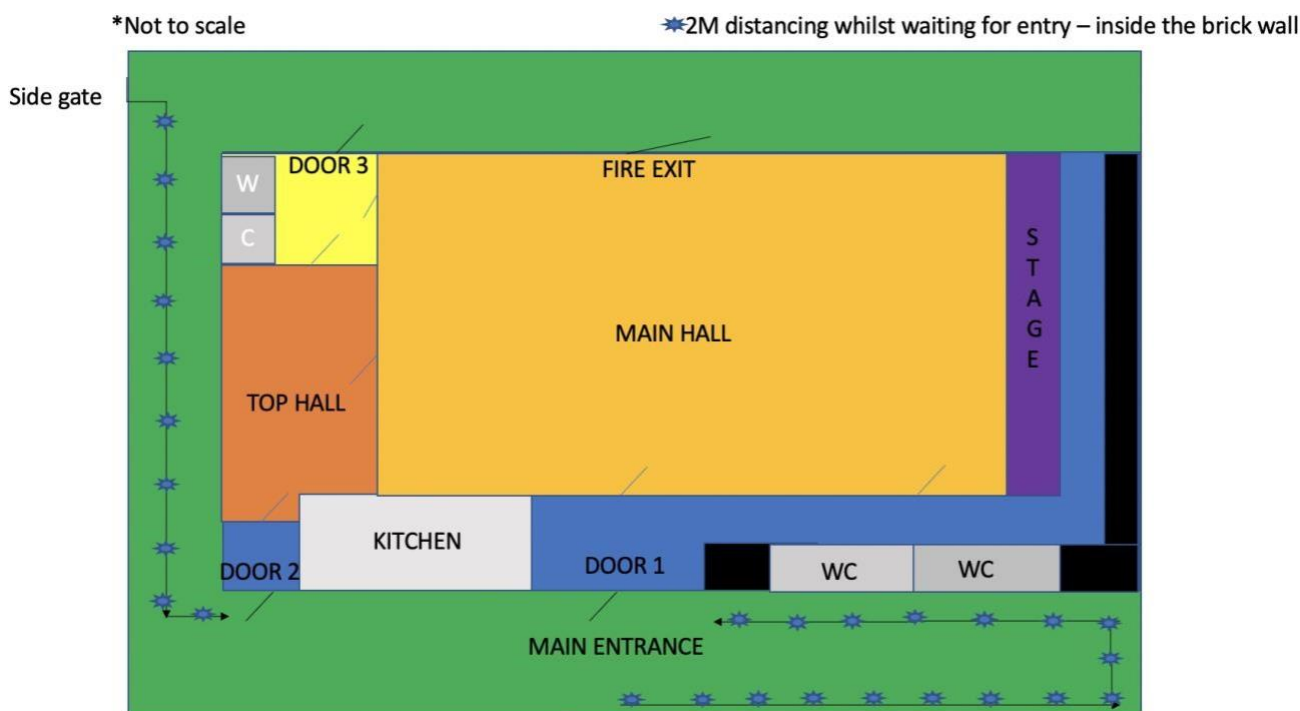 *Not to scale
2M distancing whilst waiting for entry – inside the brick wall
Side gate
DOOR 3
FIRE EXIT
W
C
S
T
A
G
E
MAIN HALL
TOP HALL
KITCHEN
DOOR 1
WC
WC
DOOR 2
MAIN ENTRANCE